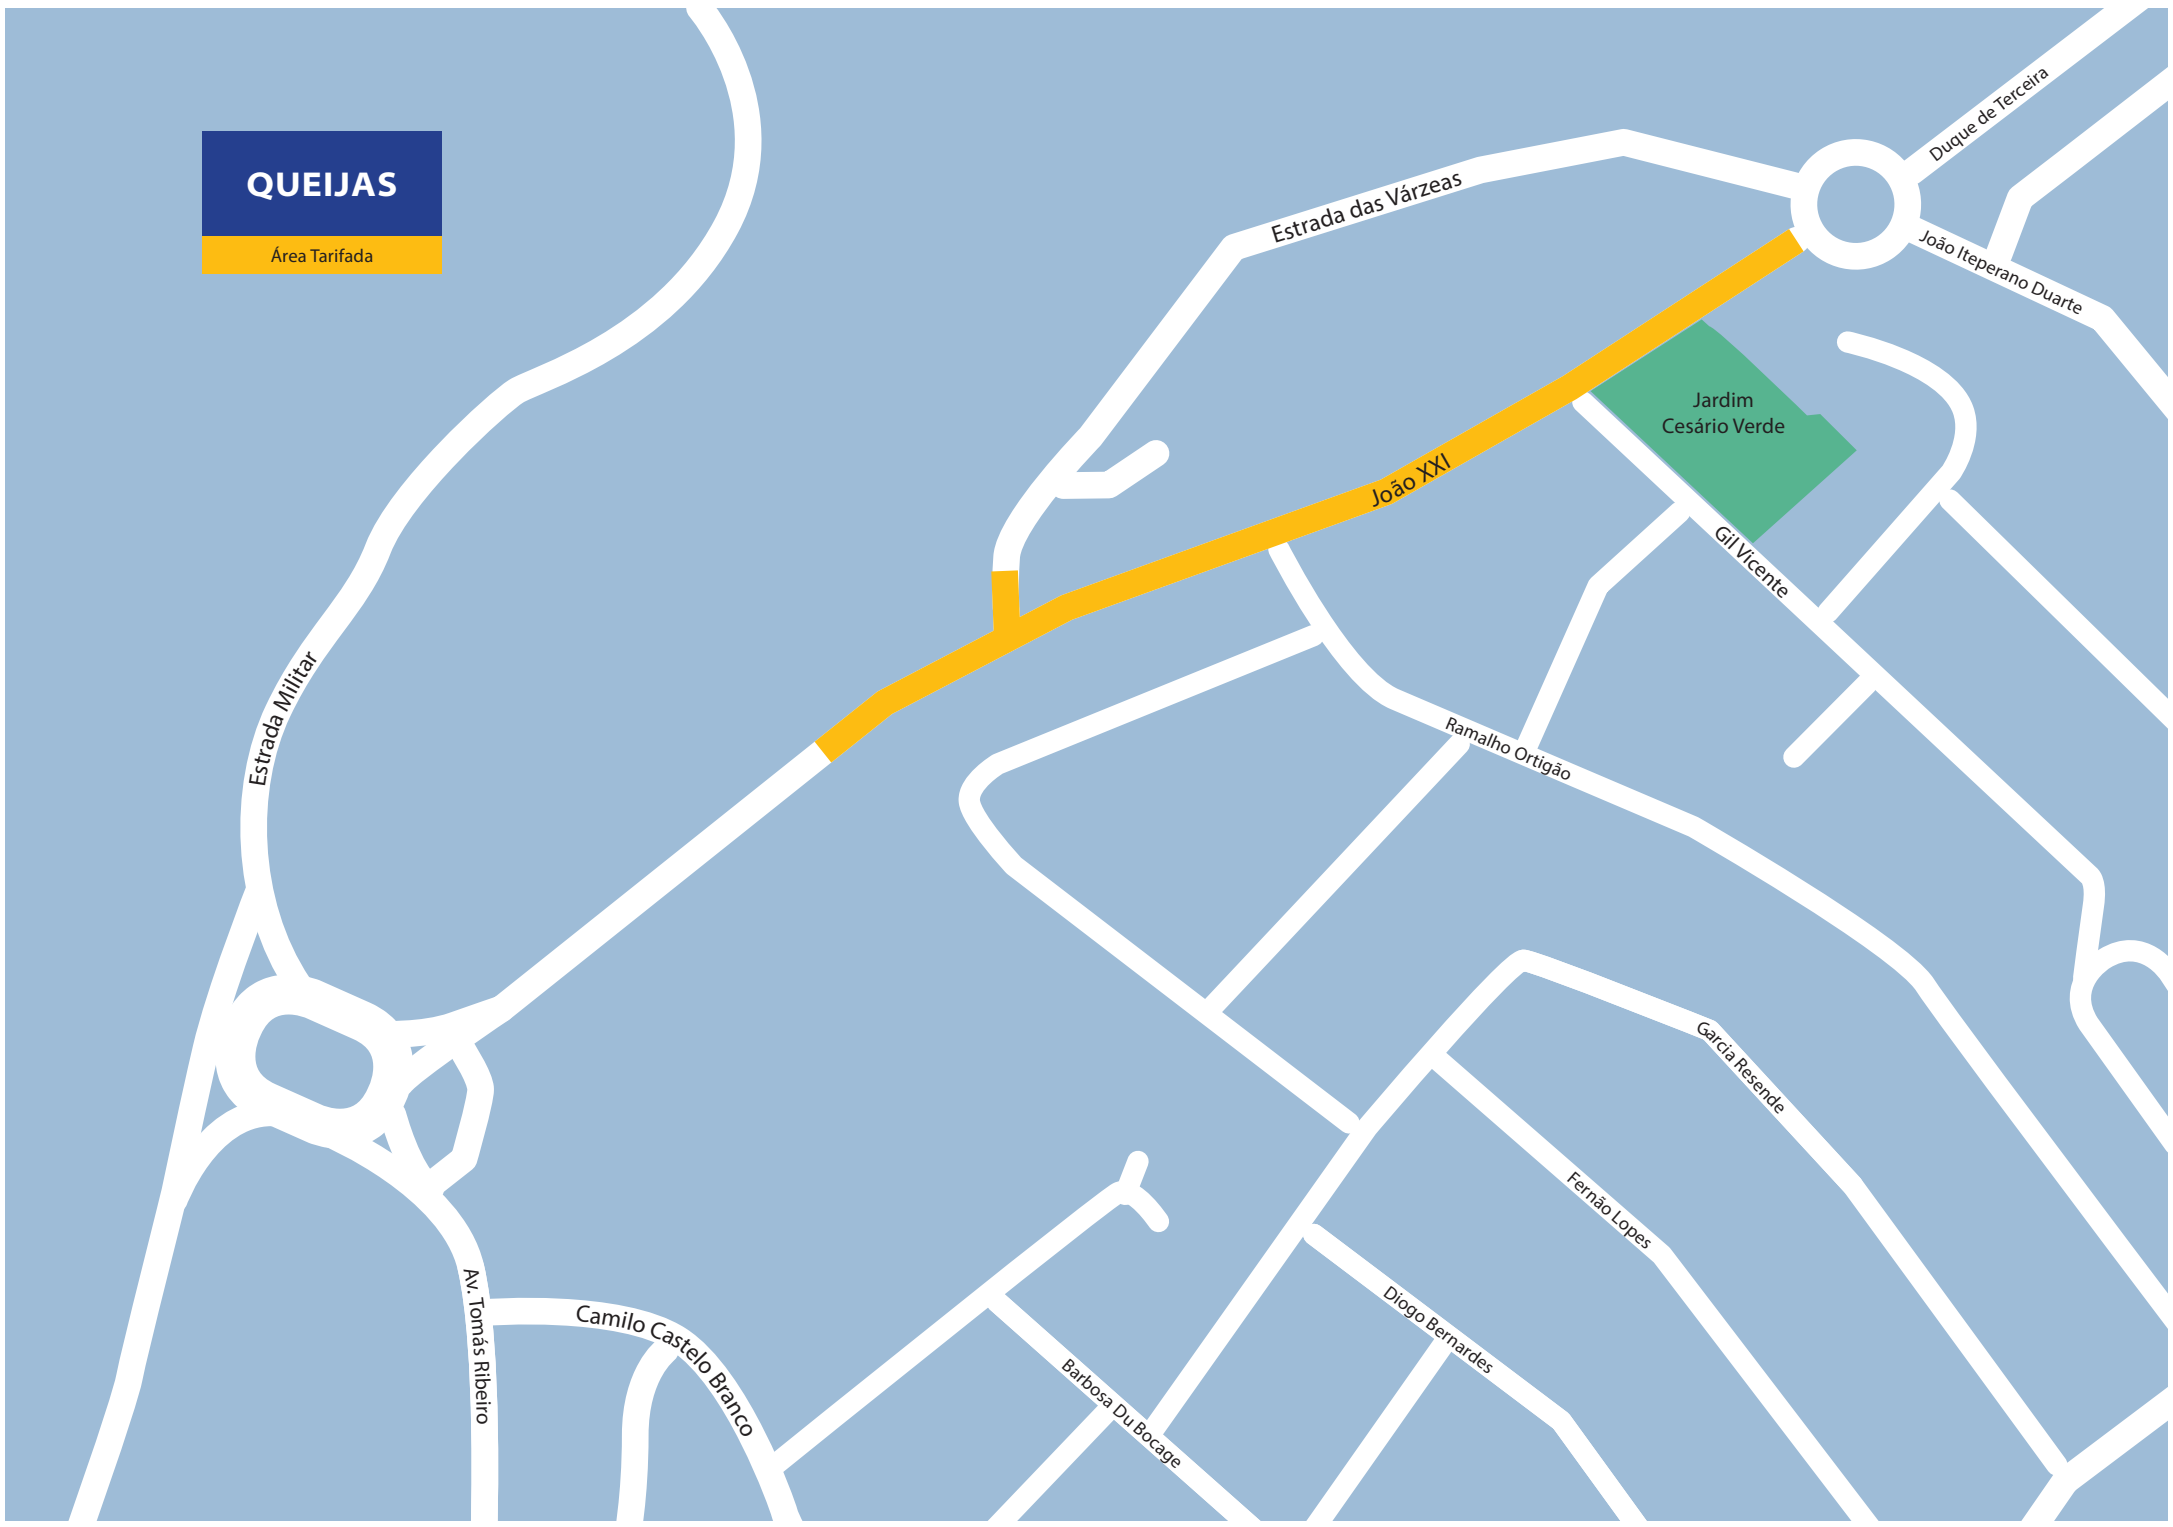 QUEIJAS
Área Tarifada
Duque de Terceira
Estrada das Várzeas
João Iteperano Duarte
Jardim
Cesário Verde
João XXI
Gil Vicente
Estrada Militar
Ramalho Ortigão
Garcia Resende
Fernão Lopes
Av. Tomás Ribeiro
Camilo Castelo Branco
Diogo Bernardes
Barbosa Du Bocage